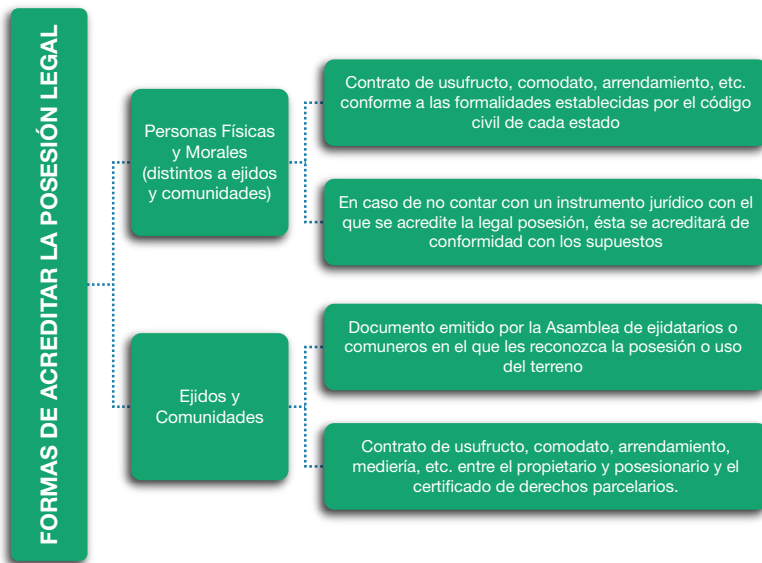 FORMAS DE ACREDITAR LA POSESIÓN LEGAL
Personas Físicas
y Morales
(distintos a ejidos
y comunidades)
Contrato de usufructo, comodato, arrendamiento, etc.
conforme a las formalidades establecidas por el código
civil de cada estado
En caso de no contar con un instrumento jurídico con el
que se acredite la legal posesión, ésta se acreditará de
conformidad con los supuestos
Ejidos y
Comunidades
Documento emitido por la Asamblea de ejidatarios o
comuneros en el que les reconozca la posesión o uso
del terreno
Contrato de usufructo, comodato, arrendamiento,
mediería, etc. entre el propietario y posesionario y el
certificado de derechos parcelarios.